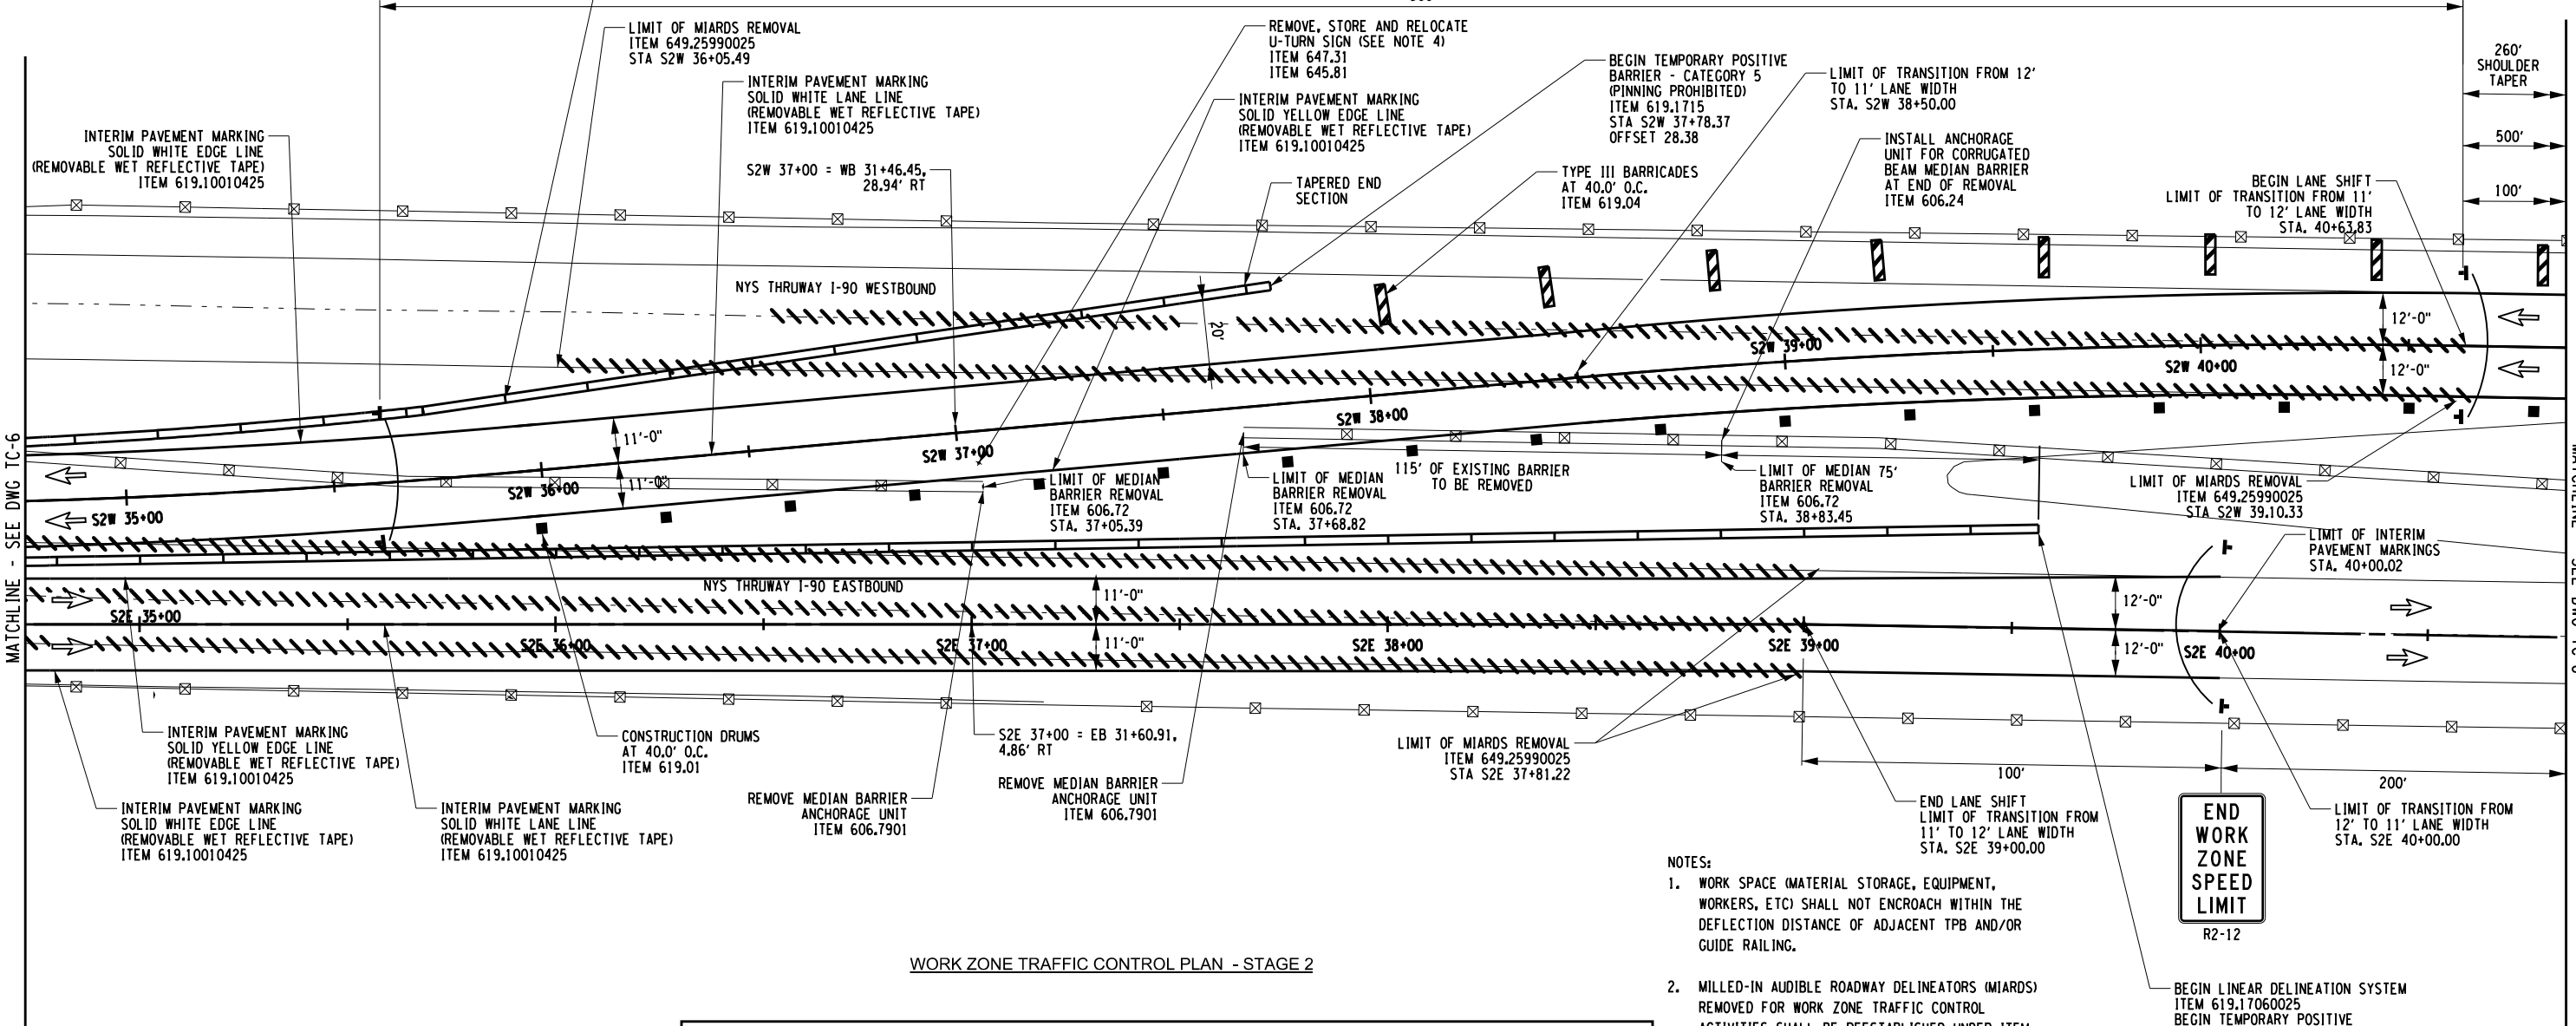 LIMIT OF MIARDS REMOVAL
ITEM 649.25990025
STA S2W 36+05.49
REMOVE, STORE AND RELOCATE
U-TURN SIGN (SEE NOTE 4)
ITEM 647.31
ITEM 645.81
BEGIN TEMPORARY POSITIVE
BARRIER - CATEGORY 5
(PINNING PROHIBITED)
ITEM 619.1715
STA S2W 37+78.37
OFFSET 28.38
LIMIT OF TRANSITION FROM 12'
TO 11' LANE WIDTH
STA. S2W 38+50.00
260'
SHOULDER
TAPER
500'
100'
INTERIM PAVEMENT MARKING
SOLID WHITE LANE LINE
(REMOVABLE WET REFLECTIVE TAPE)
ITEM 619.10010425
INTERIM PAVEMENT MARKING
SOLID YELLOW EDGE LINE
(REMOVABLE WET REFLECTIVE TAPE)
ITEM 619.10010425
INTERIM PAVEMENT MARKING
SOLID WHITE EDGE LINE
(REMOVABLE WET REFLECTIVE TAPE)
ITEM 619.10010425
S2W 37+00 = WB 31+46.45,
28.94' RT
TAPERED END
SECTION
TYPE III BARRICADES
AT 40.0' O.C.
ITEM 619.04
INSTALL ANCHORAGE
UNIT FOR CORRUGATED
BEAM MEDIAN BARRIER
AT END OF REMOVAL
ITEM 606.24
BEGIN LANE SHIFT
LIMIT OF TRANSITION FROM 11'
TO 12' LANE WIDTH
STA. 40+63.83
NYS THRUWAY I-90 WESTBOUND
20'
12'-0"
12'-0"
S2W 39+00
S2W 40+00
S2W 38+00
S2W 37+00
S2W 36+00
S2W 35+00
11'-0"
11'-0"
MATCHLINE - SEE DWG TC-6
LIMIT OF MEDIAN
BARRIER REMOVAL
ITEM 606.72
STA. 37+05.39
LIMIT OF MEDIAN
BARRIER REMOVAL
ITEM 606.72
STA. 37+68.82
115' OF EXISTING BARRIER
TO BE REMOVED
LIMIT OF MEDIAN 75'
BARRIER REMOVAL
ITEM 606.72
STA. 38+83.45
LIMIT OF MIARDS REMOVAL
ITEM 649.25990025
STA S2W 39.10.33
LIMIT OF INTERIM
PAVEMENT MARKINGS
STA. 40+00.02
NYS THRUWAY I-90 EASTBOUND
11'-0"
11'-0"
12'-0"
12'-0"
S2E 35+00
S2E 36+00
S2E 37+00
S2E 38+00
S2E 39+00
S2E 40+00
INTERIM PAVEMENT MARKING
SOLID YELLOW EDGE LINE
(REMOVABLE WET REFLECTIVE TAPE)
ITEM 619.10010425
CONSTRUCTION DRUMS
AT 40.0' O.C.
ITEM 619.01
S2E 37+00 = EB 31+60.91,
4.86' RT
LIMIT OF MIARDS REMOVAL
ITEM 649.25990025
STA S2E 37+81.22
100'
200'
INTERIM PAVEMENT MARKING
SOLID WHITE EDGE LINE
(REMOVABLE WET REFLECTIVE TAPE)
ITEM 619.10010425
INTERIM PAVEMENT MARKING
SOLID WHITE LANE LINE
(REMOVABLE WET REFLECTIVE TAPE)
ITEM 619.10010425
REMOVE MEDIAN BARRIER
ANCHORAGE UNIT
ITEM 606.7901
REMOVE MEDIAN BARRIER
ANCHORAGE UNIT
ITEM 606.7901
END LANE SHIFT
LIMIT OF TRANSITION FROM
11' TO 12' LANE WIDTH
STA. S2E 39+00.00
END
WORK
ZONE
SPEED
LIMIT
R2-12
LIMIT OF TRANSITION FROM
12' TO 11' LANE WIDTH
STA. S2E 40+00.00
NOTES:
1. WORK SPACE (MATERIAL STORAGE, EQUIPMENT,
WORKERS, ETC) SHALL NOT ENCROACH WITHIN THE
DEFLECTION DISTANCE OF ADJACENT TPB AND/OR
GUIDE RAILING.
2. MILLED-IN AUDIBLE ROADWAY DELINEATORS (MIARDS)
REMOVED FOR WORK ZONE TRAFFIC CONTROL
ACTIVITIES SHALL BE REESTABLISHED UNDER ITEM
WORK ZONE TRAFFIC CONTROL PLAN - STAGE 2
BEGIN LINEAR DELINEATION SYSTEM
ITEM 619.17060025
BEGIN TEMPORARY POSITIVE